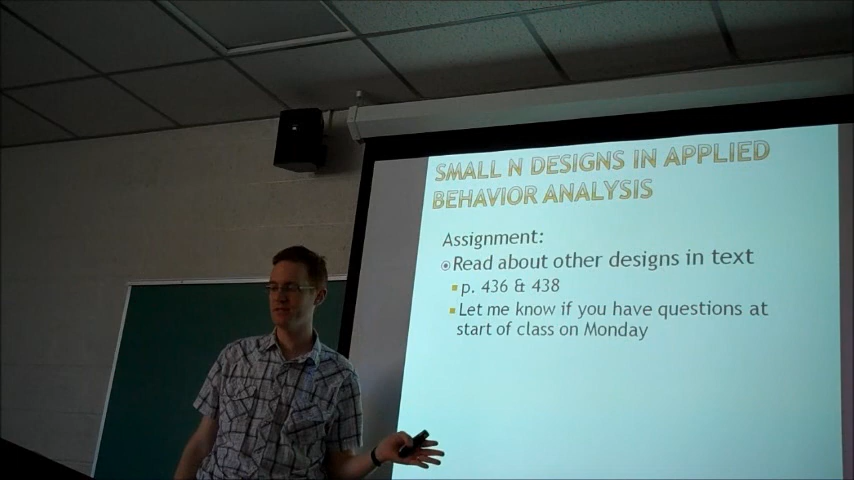 SMALL N DESIGNS IN APPLIED
BEHAVIOR ANALYSIS
Assignment:
Read about other designs in text
p. 436 & 438
Let me know if you have questions at
start of class on Monday